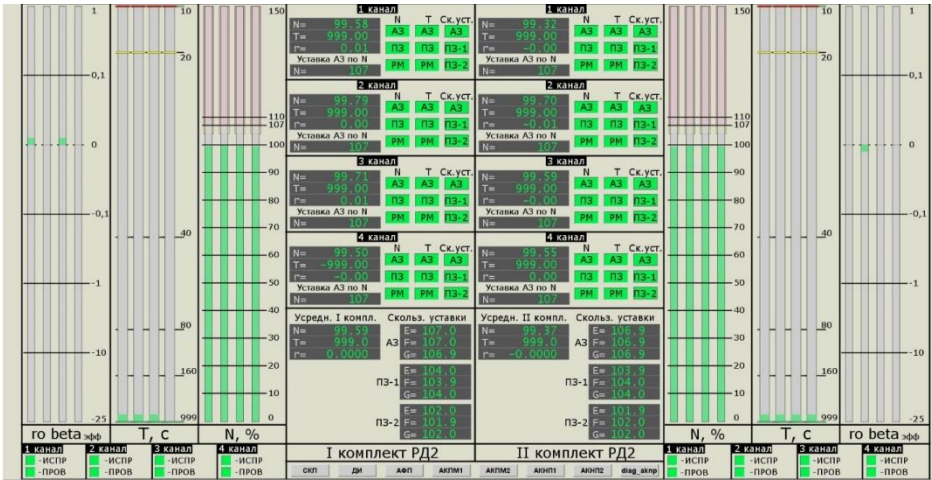 1 10 150 1 канал 1 канал 150 10 1
N T Ск.уст. N T Ск.уст.
N= 99.58 АЗ АЗ АЗ N= 99.32 АЗ АЗ АЗ
T= 999.00 T= 999.00
r= 0.01 ПЗ ПЗ ПЗ-1 r= -0.00 ПЗ ПЗ ПЗ-1
20 Уставка АЗ по N РМ РМ ПЗ-2 Уставка АЗ по N РМ РМ ПЗ-2 20
N= 107 N= 107
0,1 -0,1
2 канал 2 канал
N T Ск.уст. N T Ск.уст.
N= 99.79 АЗ АЗ АЗ N= 99.70 АЗ АЗ АЗ
T= 999.00 T= 999.00
110 r= 0.00 ПЗ ПЗ ПЗ-1 r= -0.01 ПЗ ПЗ ПЗ-1 110
107 Уставка АЗ по N Уставка АЗ по N 107
0 100 N= 107 РМ РМ ПЗ-2 N= 107 РМ РМ ПЗ-2 100 0
3 канал 3 канал
90 N T Ск.уст. N T Ск.уст. 90
N= 99.71 АЗ АЗ АЗ N= 99.59 АЗ АЗ АЗ
T= 999.00 T= 999.00
80 r= 0.01 ПЗ ПЗ ПЗ-1 r= -0.00 ПЗ ПЗ ПЗ-1 80
-0,1 Уставка АЗ по N РМ РМ ПЗ-2 Уставка АЗ по N РМ РМ ПЗ-2 -0,1
70 N= 107 N= 107 70
40 4 канал 4 канал 40
N T Ск.уст. N T Ск.уст.
60 N= 99.50 АЗ АЗ АЗ N= 99.55 АЗ АЗ АЗ 60
T= -999.00 T= 999.00
r= -0.00 ПЗ ПЗ ПЗ-1 r= 0.00 ПЗ ПЗ ПЗ-1
-1 50 Уставка АЗ по N РМ РМ ПЗ-2 Уставка АЗ по N РМ РМ ПЗ-2 50 -1
N= 107 N= 107
40 Усредн. I компл. Скольз. уставки Усредн. II компл. Скольз. уставки 40
80 N= 99.59 E= 107.0 N= 99.37 E= 106.9 80
30 T= 999.0 АЗ F= 107.0 T= 999.0 АЗ F= 106.9 30
-10 r= 0.0000 G= 106.9 r= -0.0000 G= 106.9 -10
160 20 E= 104.0 E= 103.9 20 160
ПЗ-1 F= 103.9 ПЗ-1 F= 104.0
10 G= 104.0 G= 104.0 10
E= 102.0 E= 101.9
-25 999 0 ПЗ-2 F= 101.9 ПЗ-2 F= 102.0 0 999 -25
G= 102.0 G= 102.0
ro beta эфф T, c N, % N, % T, c ro beta эфф
1 канал 2 канал 3 канал 4 канал I комплект РД2 II комплект РД2 1 канал 2 канал 3 канал 4 канал
-ИСПР -ИСПР -ИСПР -ИСПР -ИСПР -ИСПР -ИСПР -ИСПР
-ПРОВ -ПРОВ -ПРОВ -ПРОВ СКП ДИ АФП АКПМ1 АКПМ2 АКНП1 АКНП2 diag_aknp -ПРОВ -ПРОВ -ПРОВ -ПРОВ